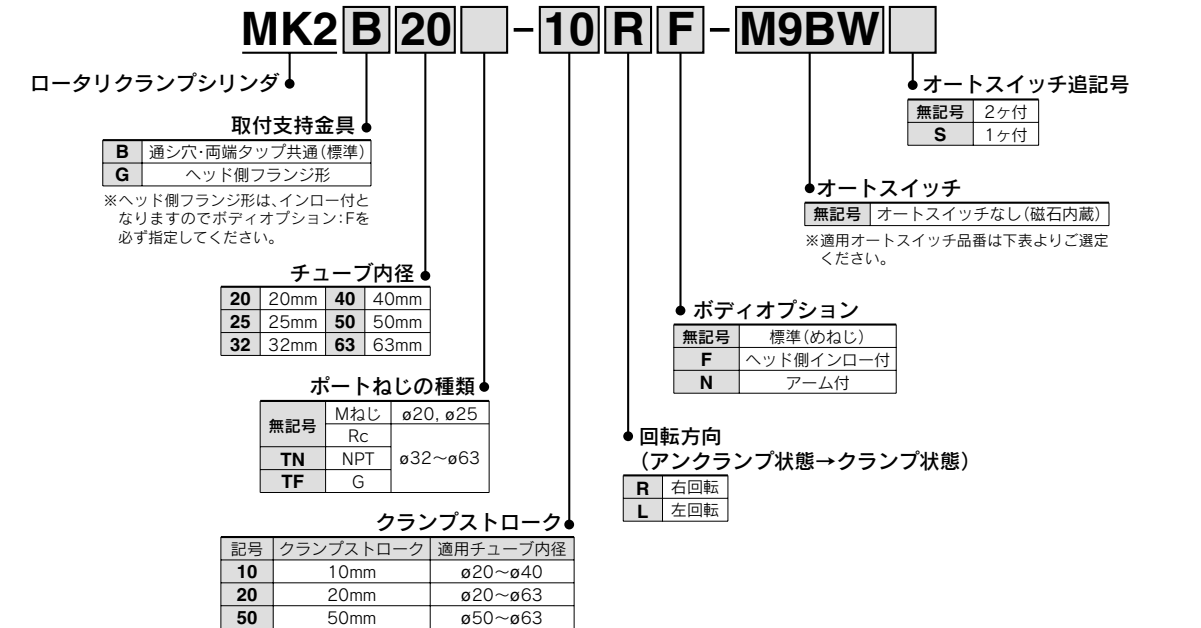 MK2 B 20 - 10 R F - M9BW
ロータリクランプシリンダ
取付支持金具
B 通シ穴・両端タップ共通(標準)
G ヘッド側フランジ形
※ヘッド側フランジ形は、インロー付と
なりますのでボディオプション:Fを
必ず指定してください。
チューブ内径
20 20mm 40 40mm
25 25mm 50 50mm
32 32mm 63 63mm
ポートねじの種類
無記号 Mねじ ø20, ø25
Rc ø32～ø63
TN NPT
TF G
クランプストローク
記号 クランプストローク 適用チューブ内径
10 10mm ø20～ø40
20 20mm ø20～ø63
50 50mm ø50～ø63
オートスイッチ追記号
無記号 2ヶ付
S 1ヶ付
オートスイッチ
無記号 オートスイッチなし(磁石内蔵)
※適用オートスイッチ品番は下表よりご選定
ください。
ボディオプション
無記号 標準(めねじ)
F ヘッド側インロー付
N アーム付
回転方向
(アンクランプ状態→クランプ状態)
R 右回転
L 左回転